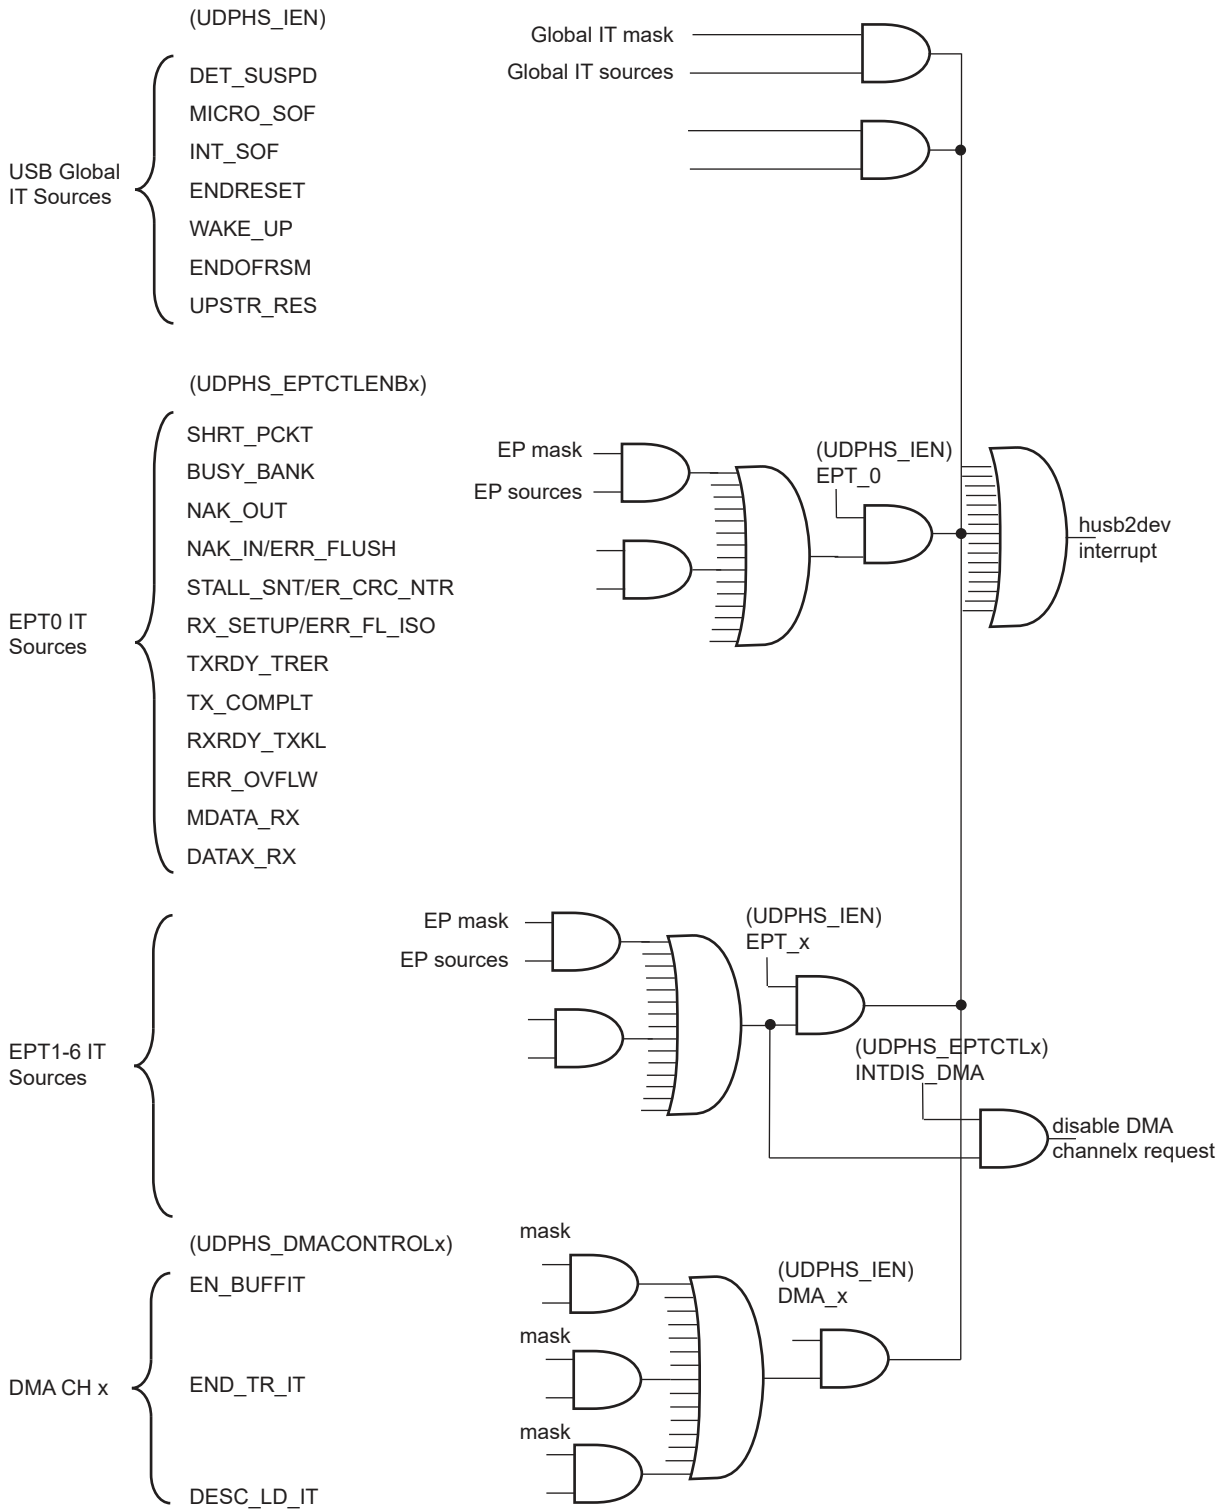 (UDPHS_IEN)
Global IT mask
Global IT sources
DET_SUSPD
MICRO_SOF
INT_SOF
ENDRESET
WAKE_UP
ENDOFRSM
UPSTR_RES
USB Global
IT Sources
(UDPHS_EPTCTLENBx)
SHRT_PCKT
BUSY_BANK
NAK_OUT
NAK_IN/ERR_FLUSH
STALL_SNT/ER_CRC_NTR
RX_SETUP/ERR_FL_ISO
TXRDY_TRER
TX_COMPLT
RXRDY_TXKL
ERR_OVFLW
MDATA_RX
DATAX_RX
EPT0 IT
Sources
EP mask
EP sources
(UDPHS_IEN)
EPT_0
husb2dev
interrupt
EP mask
EP sources
(UDPHS_IEN)
EPT_x
EPT1-6 IT
Sources
(UDPHS_EPTCTLx)
INTDIS_DMA
disable DMA
channelx request
(UDPHS_DMACONTROLx)
mask
EN_BUFFIT
(UDPHS_IEN)
DMA_x
mask
DMA CH x
END_TR_IT
mask
DESC_LD_IT